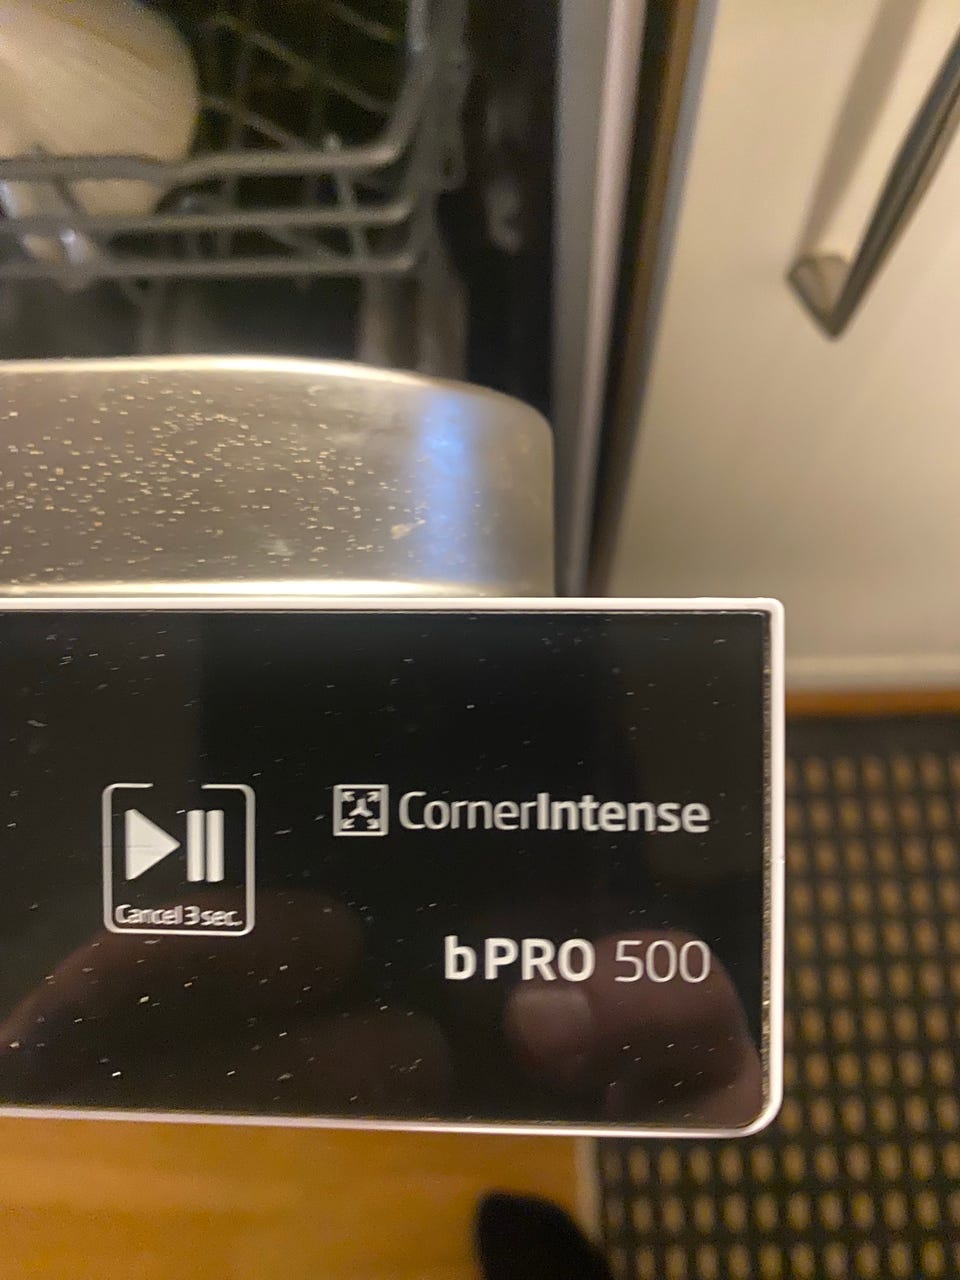 CornerIntense
Cancel 3 sec.
bPRO 500